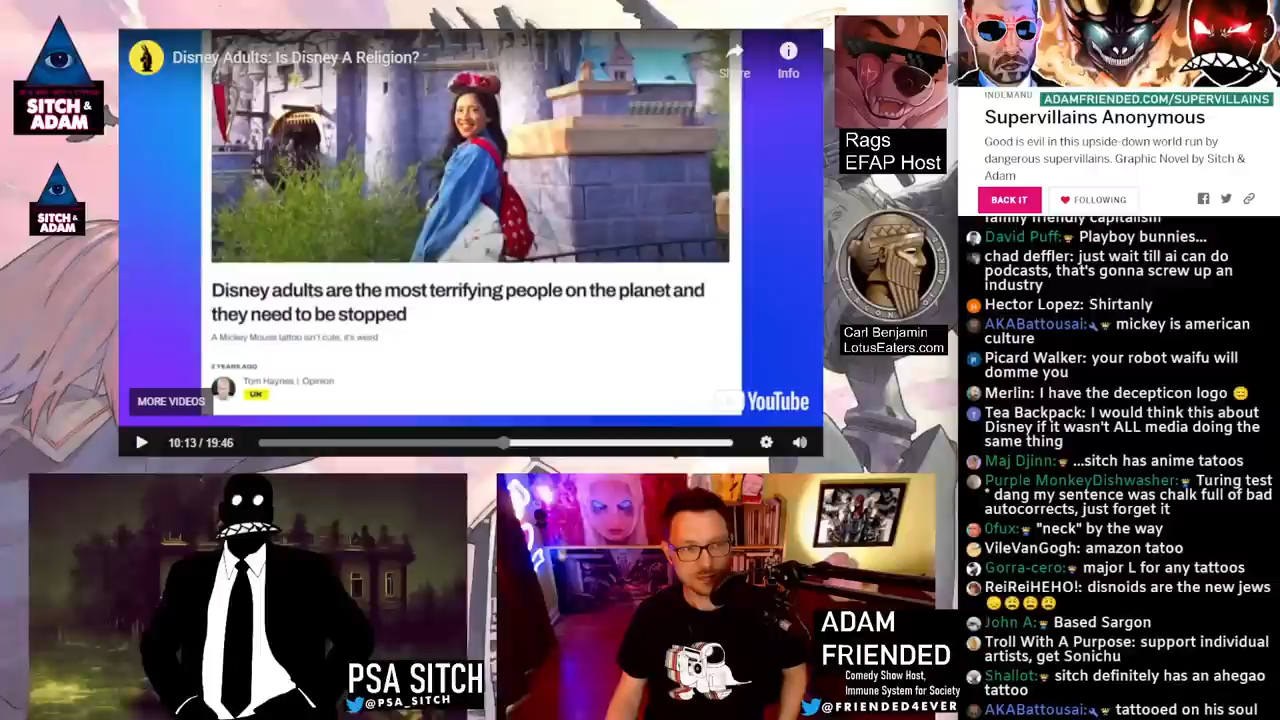 SITCH &
ADAM
SITCH &
ADAM
Disney Adults: Is Disney A Religion?
Share
Info
Disney adults are the most terrifying people on the planet and
they need to be stopped
A Mickey Mouse tattoo isn't cute, it's weird
2 YEARS AGO
Tom Haynes | Opinion
UK
MORE VIDEOS
YouTube
10:13 / 19:46
Rags
EFAP Host
Carl Benjamin
LotusEaters.com
INDEMAND
ADAMFRIENDED.COM/SUPERVILLAINS
Supervillains Anonymous
Good is evil in this upside-down world run by
dangerous supervillains. Graphic Novel by Sitch &
Adam
BACK IT
FOLLOWING
family friendly capitalism
David Puff: Playboy bunnies...
chad deffler: just wait till ai can do
podcasts, that's gonna screw up an
industry
Hector Lopez: Shirtanly
AKABattousai: mickey is american
culture
Picard Walker: your robot waifu will
domme you
Merlin: I have the decepticon logo 😑
Tea Backpack: I would think this about
Disney if it wasn't ALL media doing the
same thing
Maj Djinn: ...sitch has anime tatoos
Purple MonkeyDishwasher: Turing test
* dang my sentence was chalk full of bad
autocorrects, just forget it
0fux: "neck" by the way
VileVanGogh: amazon tatoo
Gorra-cero: major L for any tattoos
ReiReiHEHO!: disnoids are the new jews
😞😩😩😩
John A: Based Sargon
Troll With A Purpose: support individual
artists, get Sonichu
Shallot: sitch definitely has an ahegao
tattoo
AKABattousai: tattooed on his soul
PSA SITCH
@PSA_SITCH
ADAM
FRIENDED
Comedy Show Host,
Immune System for Society
@FRIENDED4EVER